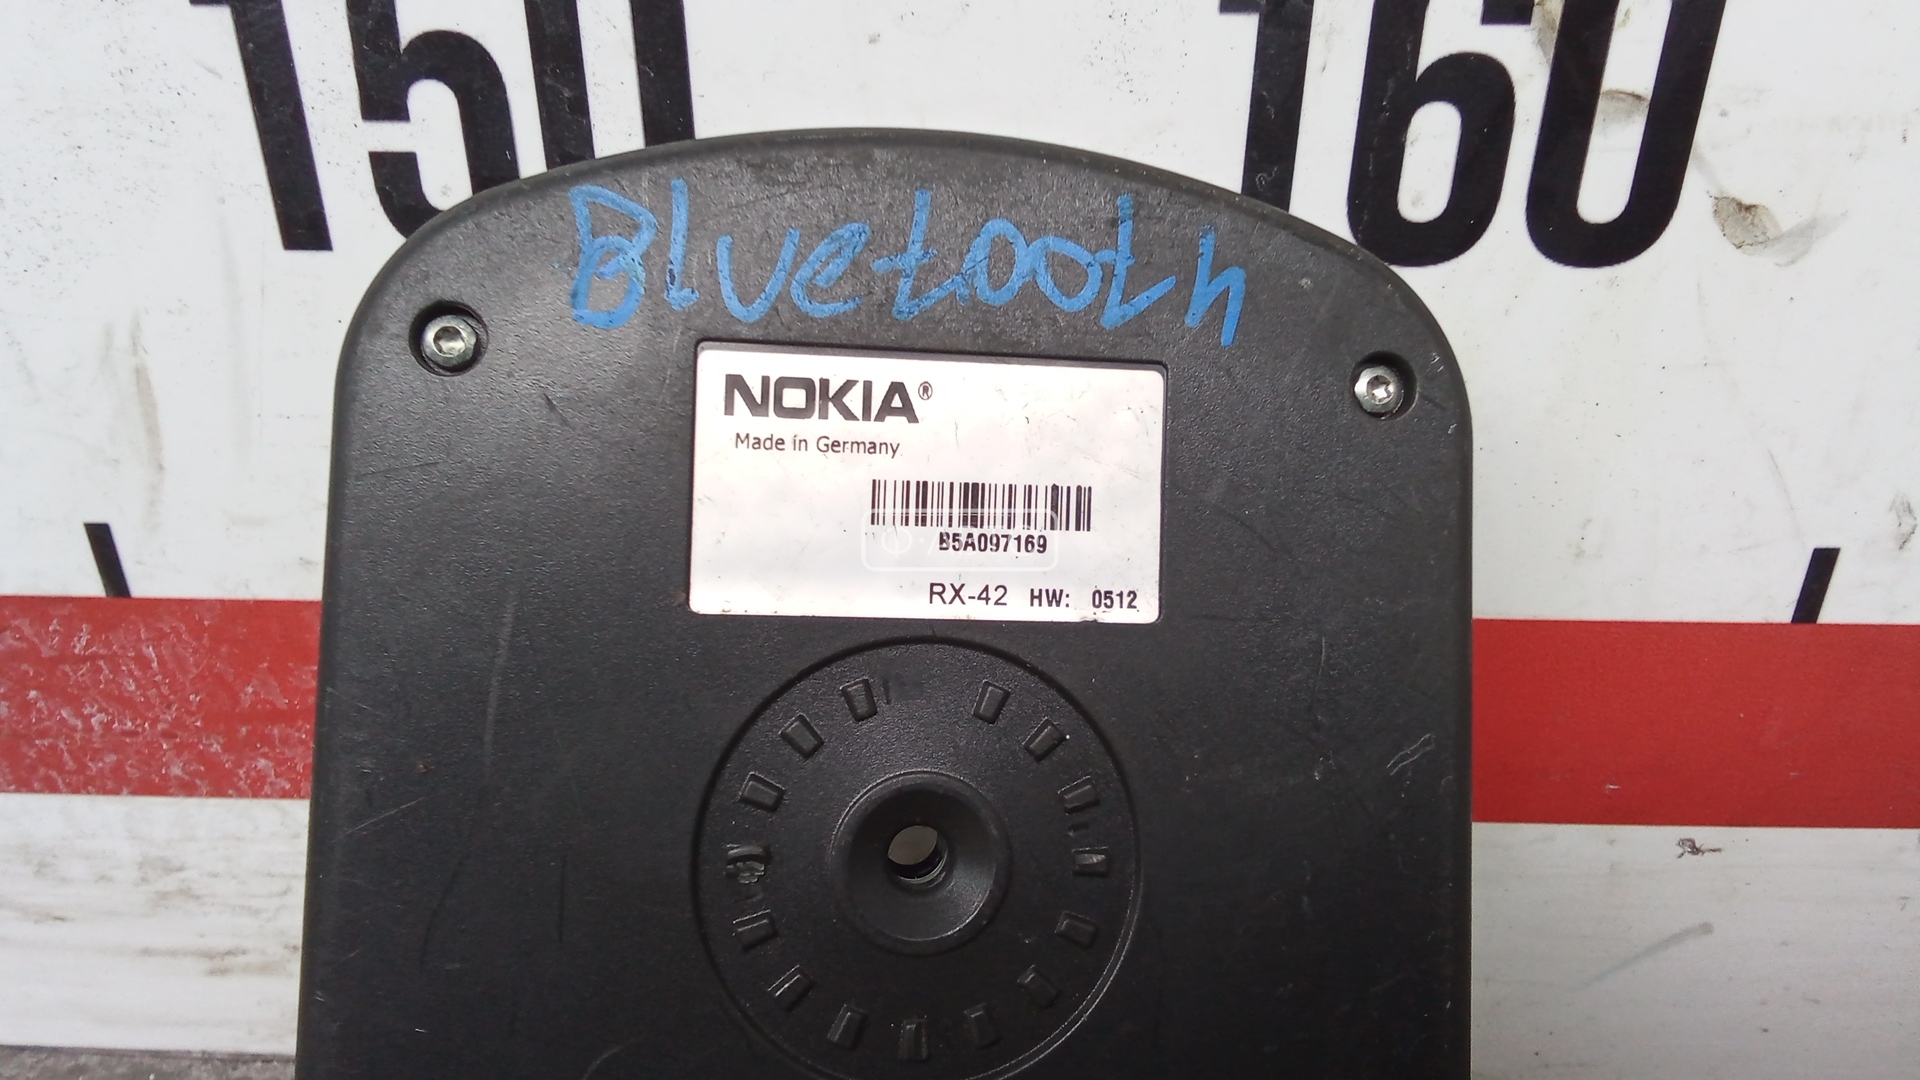 150
160
Bluetooth
NOKIA®
Made in Germany
B5A097169
RX-42 HW: 0512